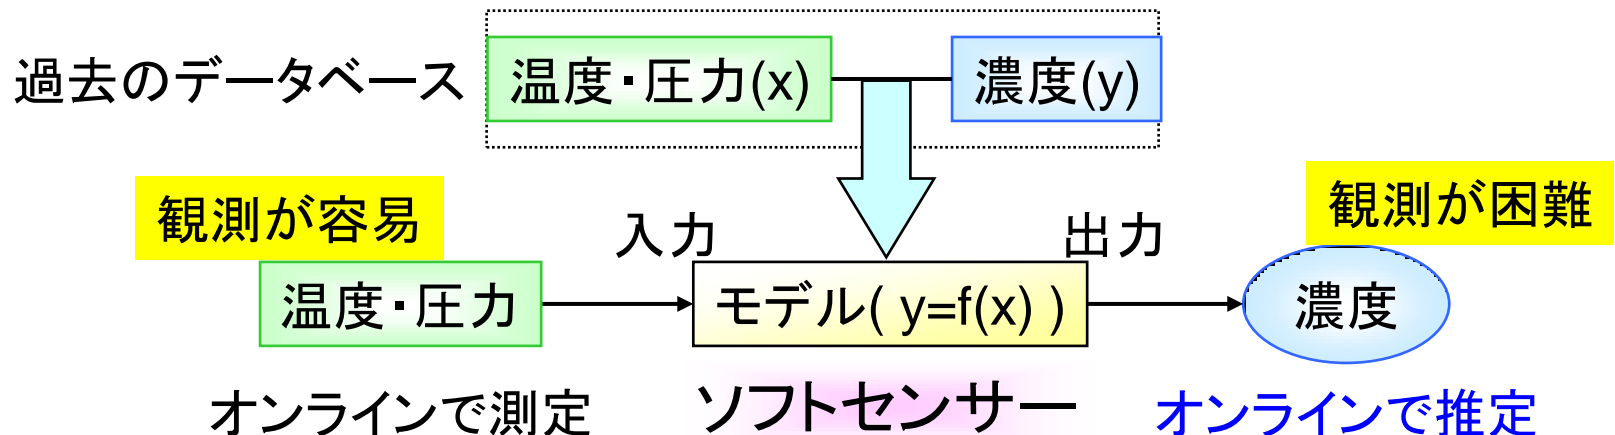 過去のデータベース
温度・圧力(x)
濃度(y)
観測が容易
入力
出力
観測が困難
温度・圧力
モデル( y=f(x) )
濃度
オンラインで測定
ソフトセンサー
オンラインで推定